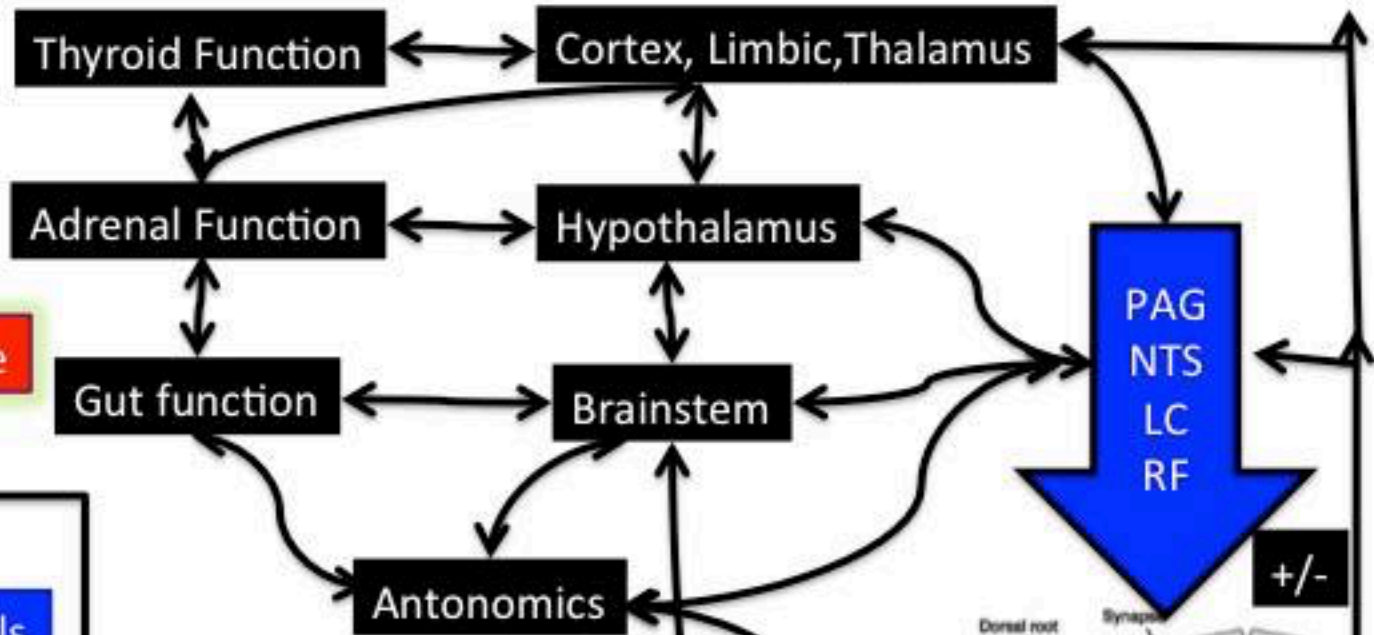 Thyroid Function
Cortex, Limbic,Thalamus
Adrenal Function
Hypothalamus
PAG
NTS
LC
RF
Gut function
Brainstem
+/-
Antonomics
Dorsal root